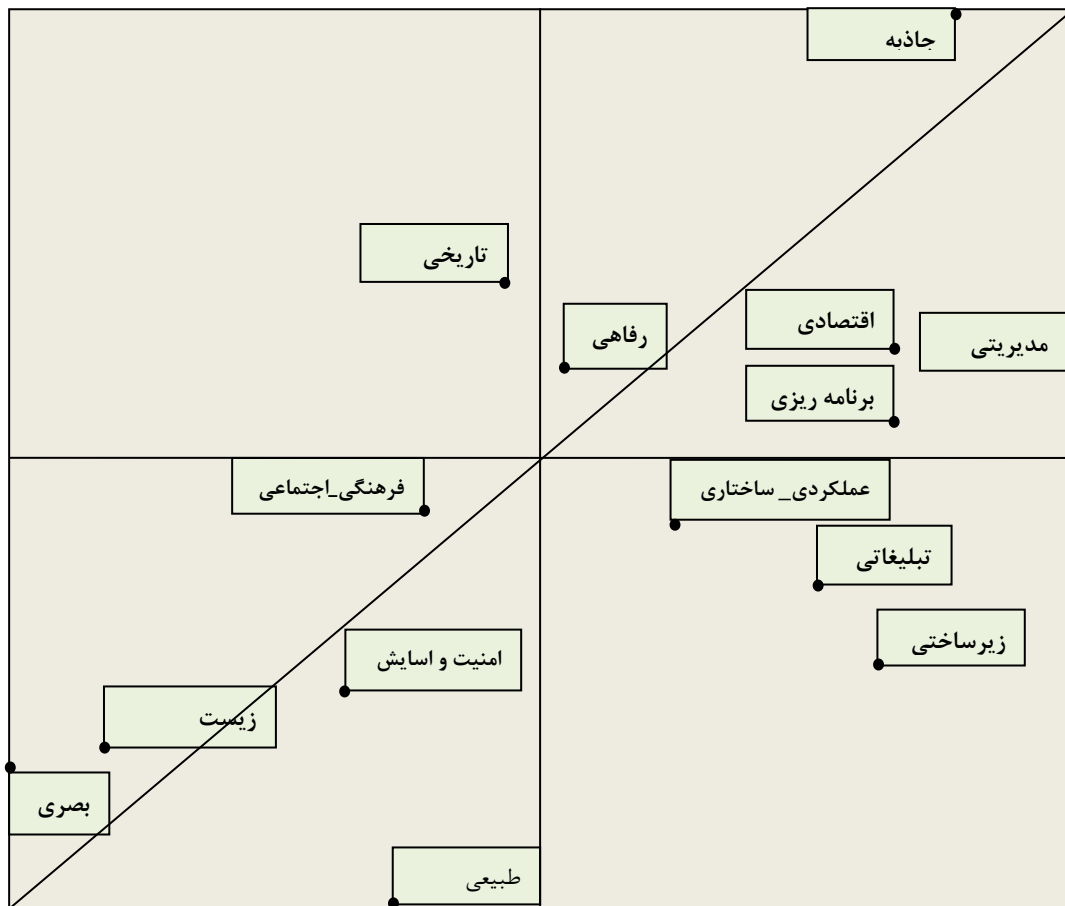 جاذبه
تاریخی
اقتصادی
رفاهی
مدیریتی
برنامه ریزی
فرهنگی_اجتماعی
عملکردی_ ساختاری
تبلیغاتی
زیرساختی
امنیت و اسایش
زیست
بصری
طبیعی